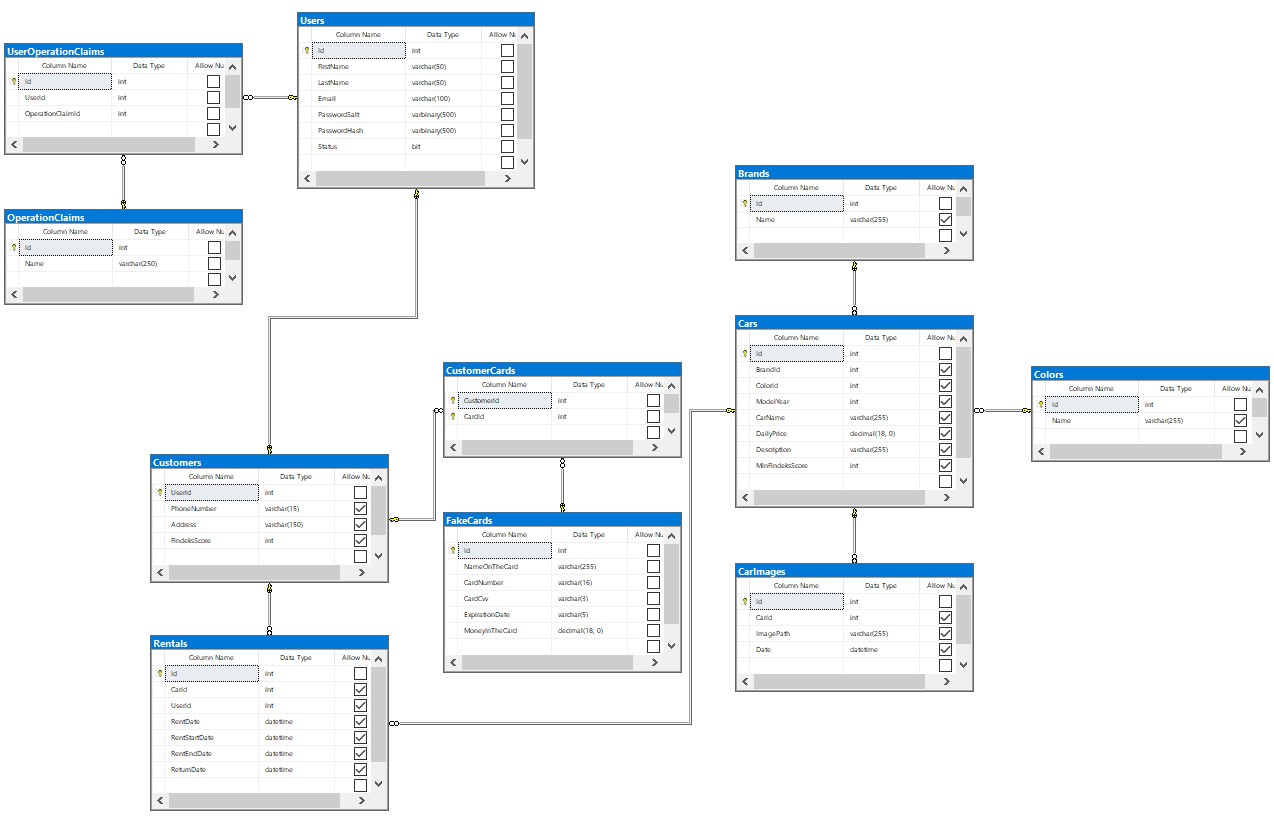 Users
Column Name Data Type Allow Nu
Id int
FirstName varchar(50)
LastName varchar(50)
Email varchar(100)
PasswordSalt varbinary(500)
PasswordHash varbinary(500)
Status bit
UserOperationClaims
Column Name Data Type Allow Nu
Id int
UserId int
OperationClaimId int
OperationClaims
Column Name Data Type Allow Nu
Id int
Name varchar(250)
Brands
Column Name Data Type Allow Nu
Id int
Name varchar(255)
Cars
Column Name Data Type Allow Nu
Id int
BrandId int
ColorId int
ModelYear int
CarName varchar(255)
DailyPrice decimal(18, 0)
Description varchar(255)
MinFindeksScore int
Colors
Column Name Data Type Allow Nu
Id int
Name varchar(255)
CustomerCards
Column Name Data Type Allow Nu
CustomerId int
CardId int
Customers
Column Name Data Type Allow Nu
UserId int
PhoneNumber varchar(15)
Address varchar(150)
FindeksScore int
FakeCards
Column Name Data Type Allow Nu
Id int
NameOnTheCard varchar(255)
CardNumber varchar(16)
CardCvv varchar(3)
ExpirationDate varchar(5)
MoneyInTheCard decimal(18, 0)
CarImages
Column Name Data Type Allow Nu
Id int
CarId int
ImagePath varchar(255)
Date datetime
Rentals
Column Name Data Type Allow Nu
Id int
CarId int
UserId int
RentDate datetime
RentStartDate datetime
RentEndDate datetime
ReturnDate datetime